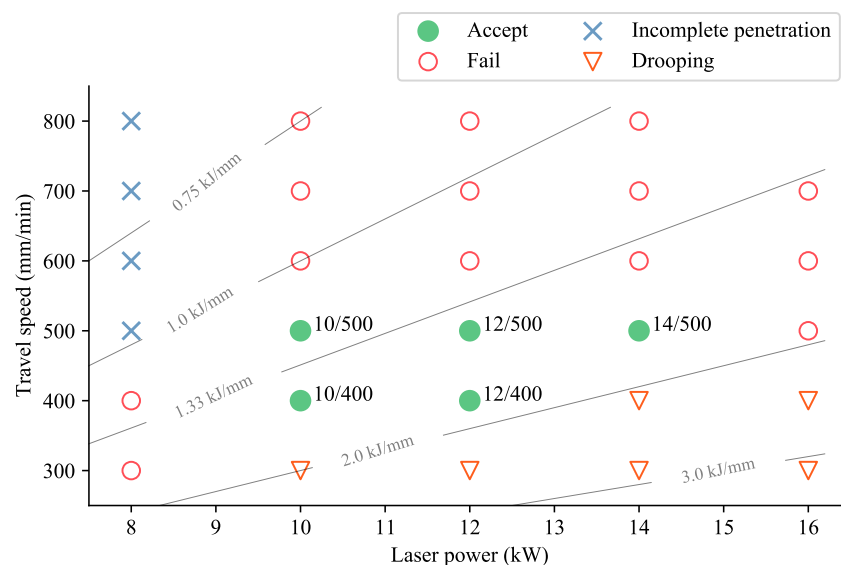 Accept
Incomplete penetration
Fail
Drooping
800
700
600
500
400
300
Travel speed (mm/min)
0.75 kJ/mm
1.0 kJ/mm
1.33 kJ/mm
2.0 kJ/mm
3.0 kJ/mm
10/500
12/500
14/500
10/400
12/400
8
9
10
11
12
13
14
15
16
Laser power (kW)